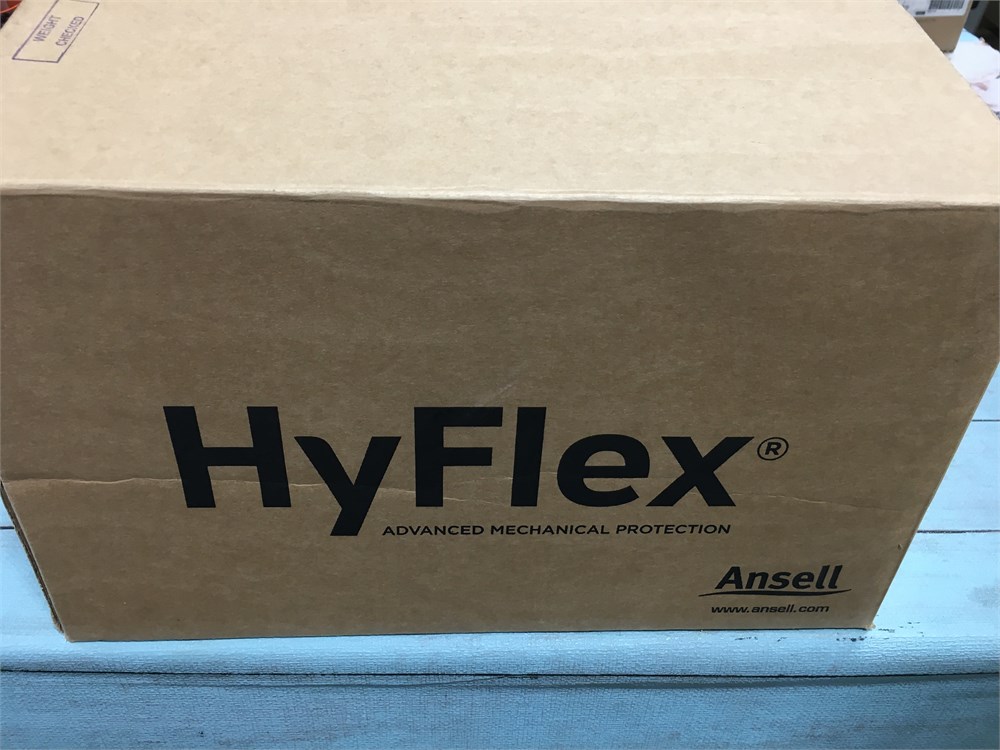 WEIGHT
CHECKED
HyFlex®
ADVANCED MECHANICAL PROTECTION
Ansell
www.ansell.com